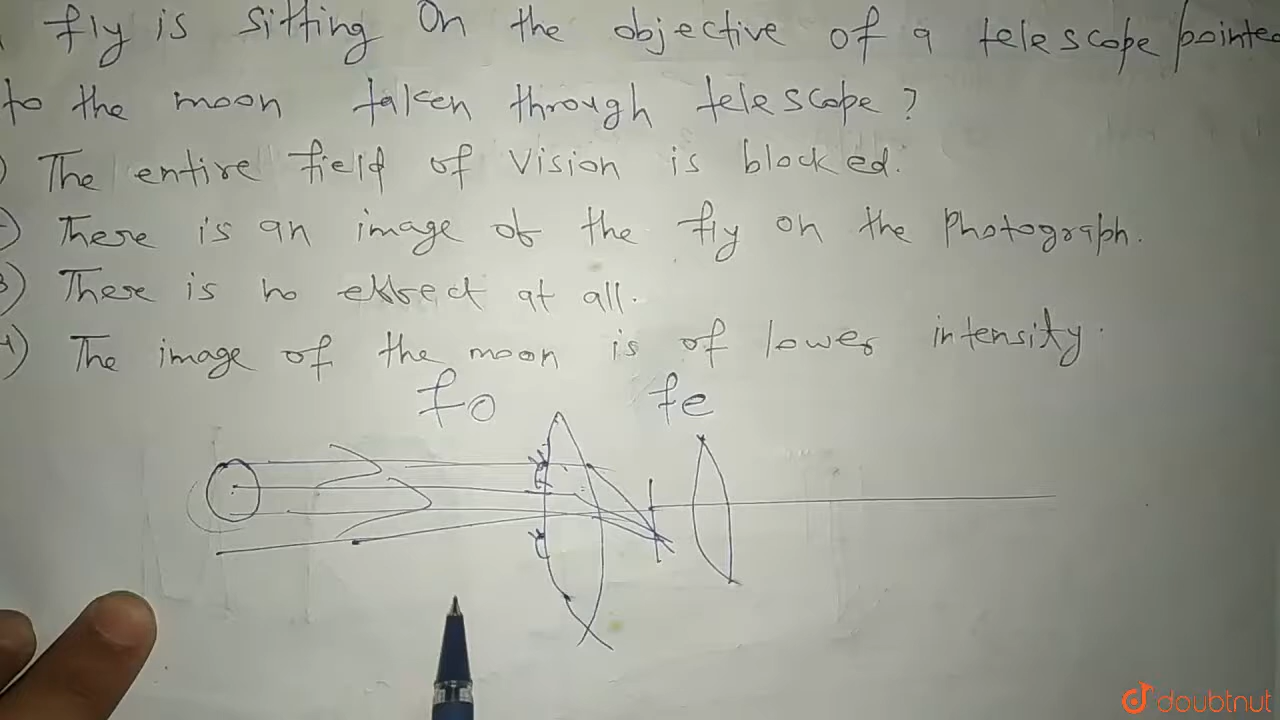 fly is sitting on the objective of a telescope pointed
to the moon taken through telescope?
) The entire field of vision is blocked.
) There is an image of the fly on the photograph.
3) There is no effect at all.
4) The image of the moon is of lower intensity.
fo fe
doubtnut